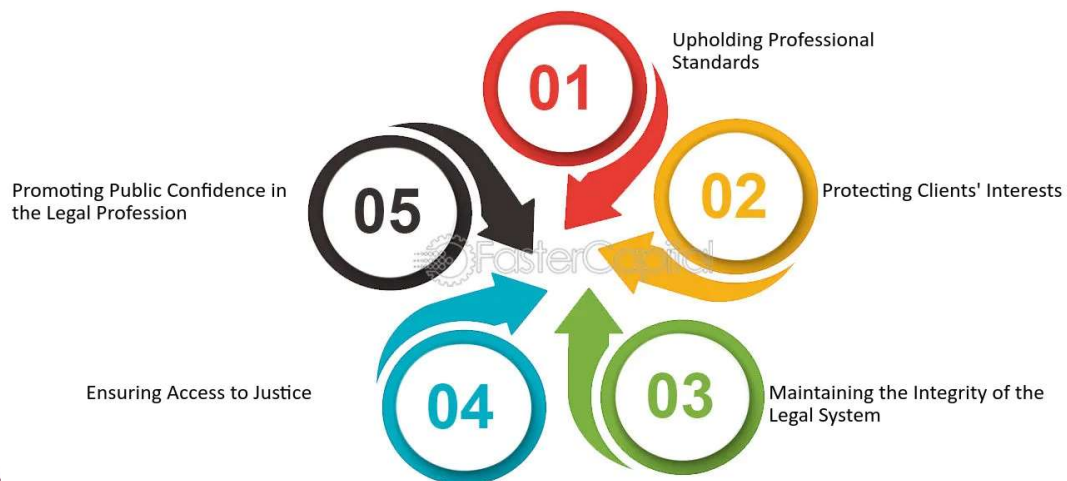 01
Upholding Professional
Standards
02
Protecting Clients' Interests
03
Maintaining the Integrity of the
Legal System
04
Ensuring Access to Justice
05
Promoting Public Confidence in
the Legal Profession
FasterCapital